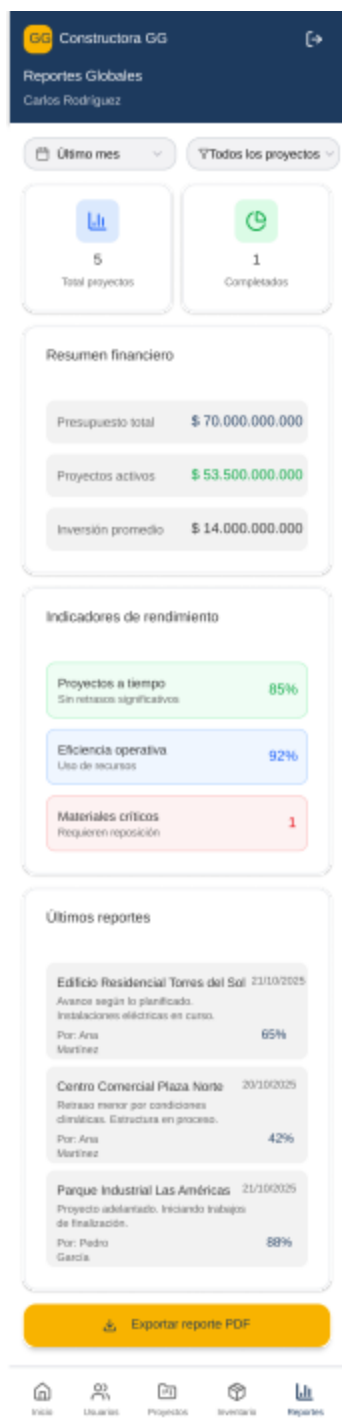 GG Constructora GG
Reportes Globales
Carlos Rodríguez
Último mes
Todos los proyectos
5
Total proyectos
1
Completados
Resumen financiero
Presupuesto total $ 70.000.000.000
Proyectos activos $ 53.500.000.000
Inversión promedio $ 14.000.000.000
Indicadores de rendimiento
Proyectos a tiempo
Sin retrasos significativos
85%
Eficiencia operativa
Uso de recursos
92%
Materiales críticos
Requieren reposición
1
Últimos reportes
Edificio Residencial Torres del Sol 21/10/2025
Avance según lo planificado.
Instalaciones eléctricas en curso.
Por: Ana
Martínez
65%
Centro Comercial Plaza Norte 20/10/2025
Retraso menor por condiciones
climáticas. Estructura en proceso.
Por: Ana
Martínez
42%
Parque Industrial Las Américas 21/10/2025
Proyecto adelantado. Iniciando trabajos
de finalización.
Por: Pedro
García
88%
Exportar reporte PDF
Inicio
Usuarios
Proyectos
Inventario
Reportes